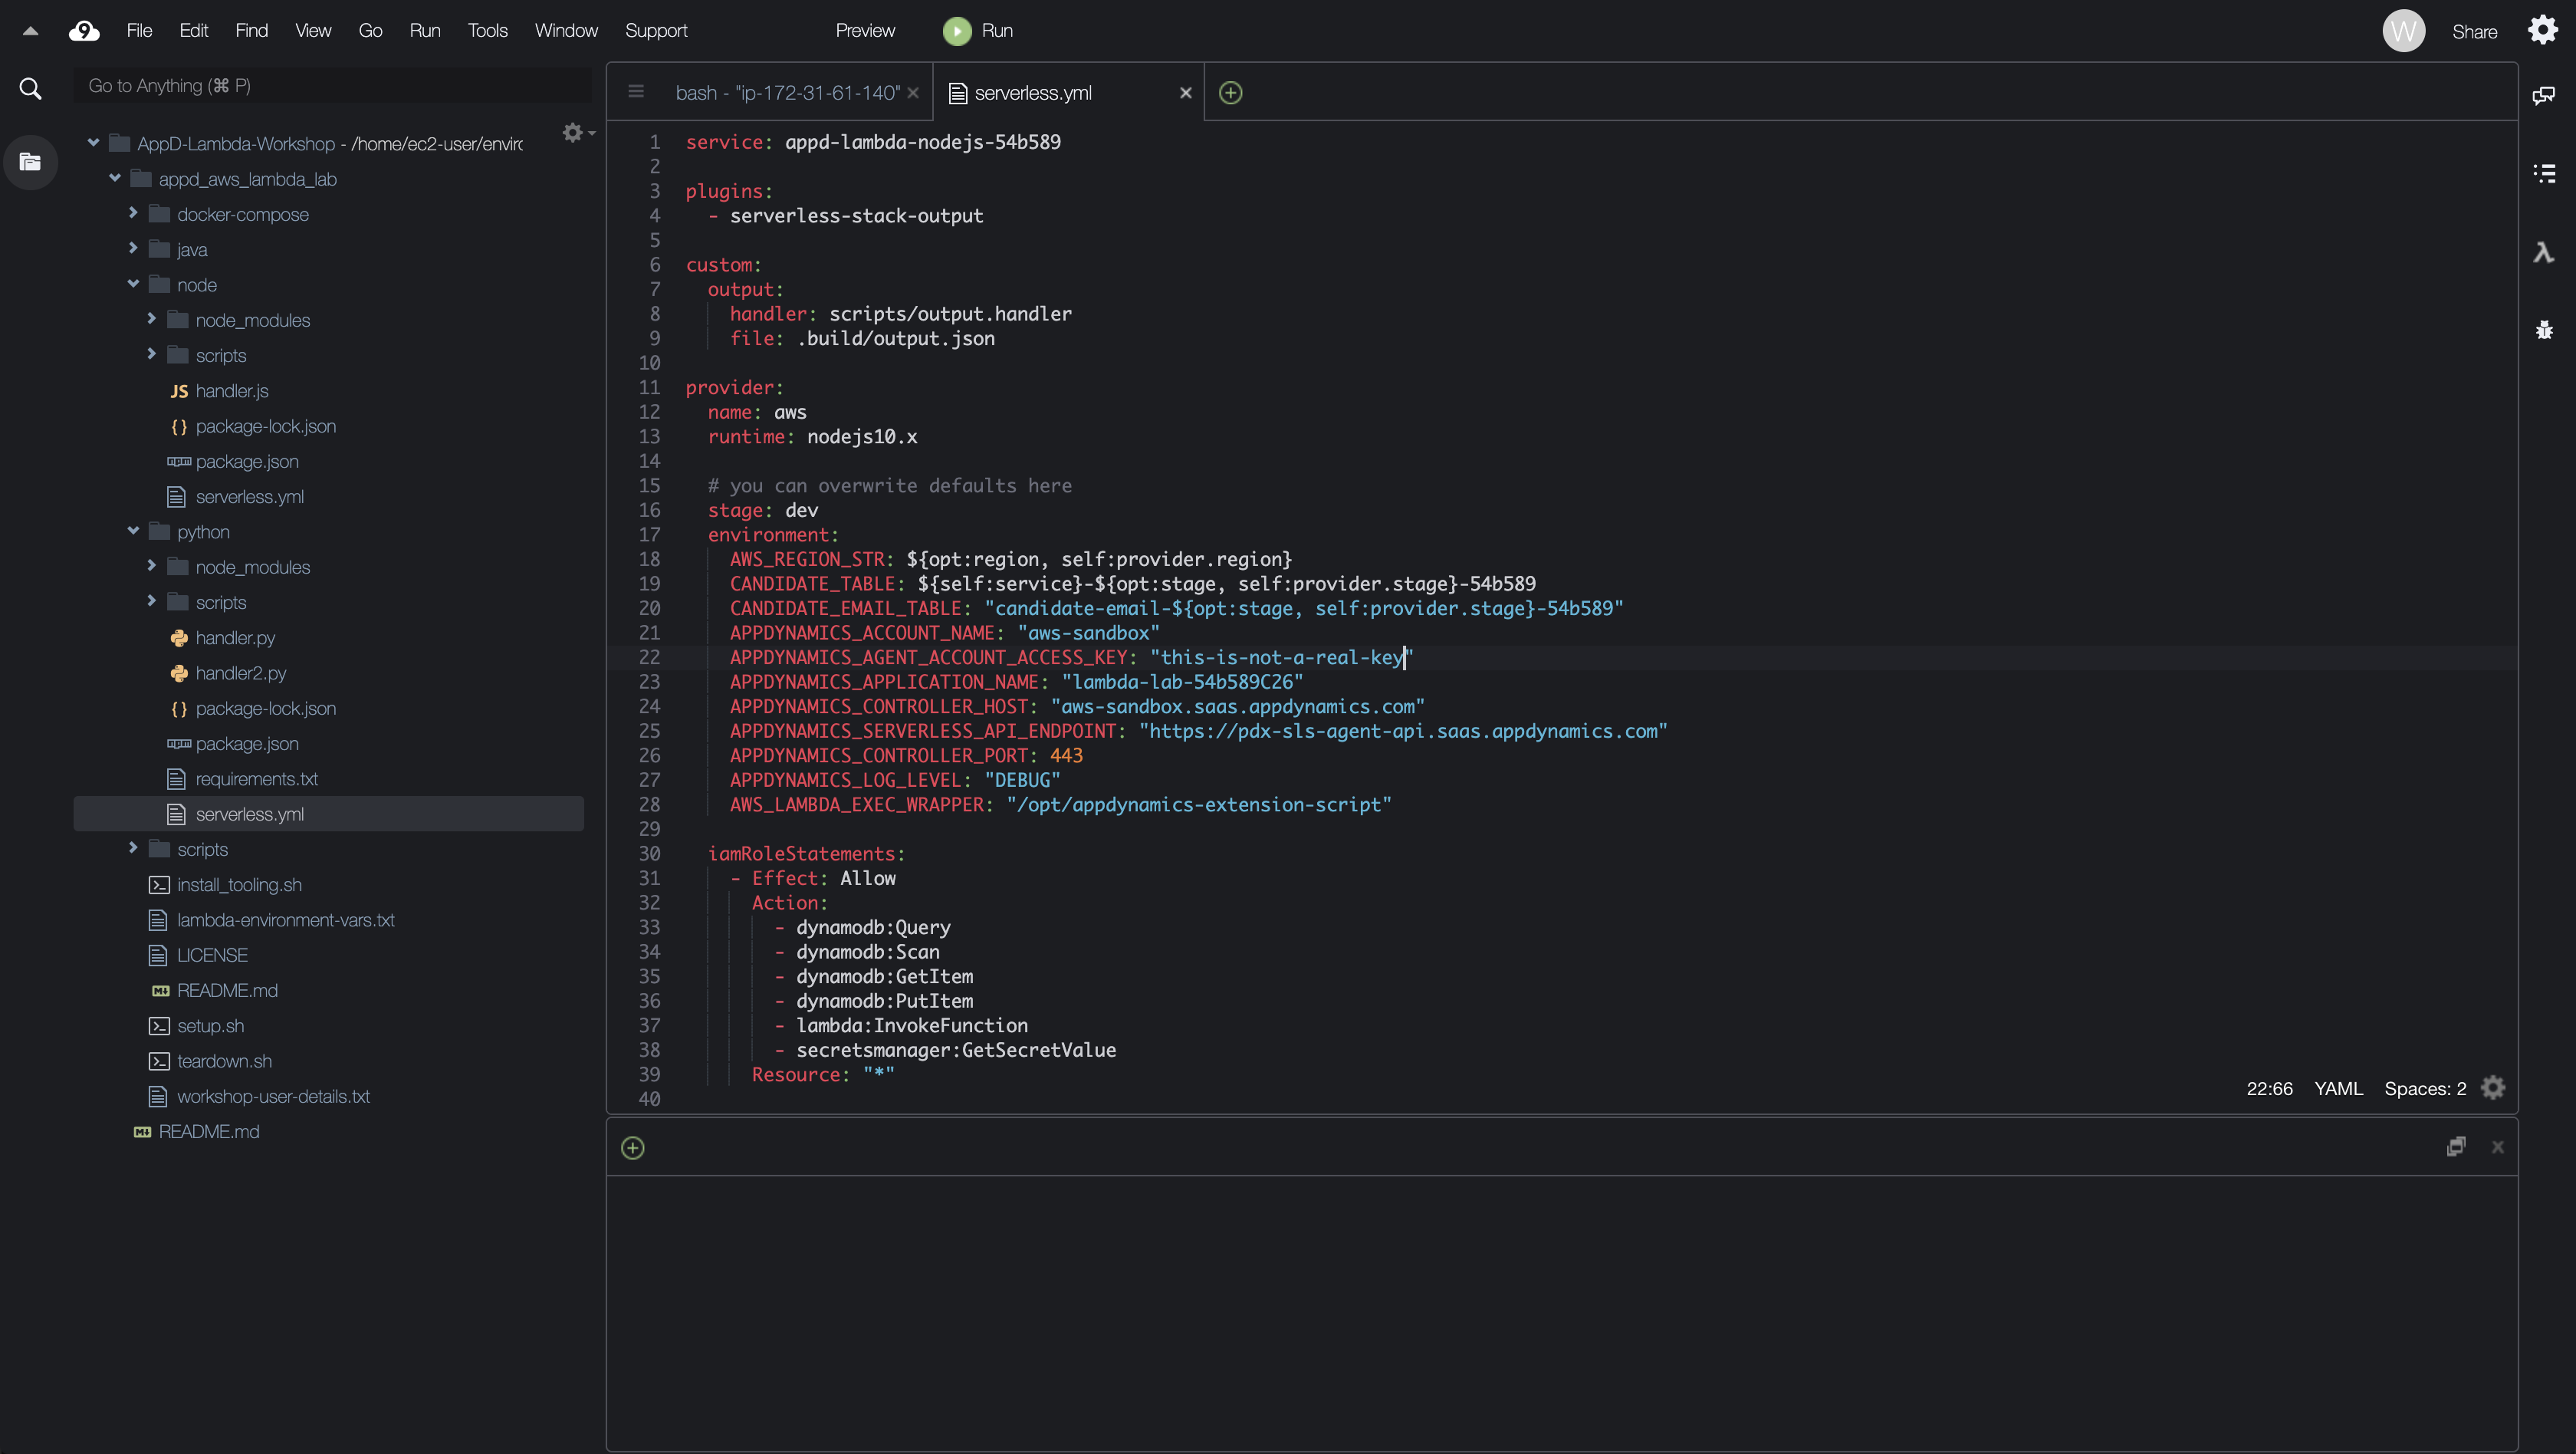 File Edit Find View Go Run Tools Window Support Preview Run W Share
Go to Anything (⌘ P)
AppD-Lambda-Workshop - /home/ec2-user/enviro
appd_aws_lambda_lab
docker-compose
java
node
node_modules
scripts
JS handler.js
{} package-lock.json
package.json
serverless.yml
python
node_modules
scripts
handler.py
handler2.py
{} package-lock.json
package.json
requirements.txt
serverless.yml
scripts
install_tooling.sh
lambda-environment-vars.txt
LICENSE
README.md
setup.sh
teardown.sh
workshop-user-details.txt
README.md
bash - "ip-172-31-61-140" × serverless.yml ×
1 service: appd-lambda-nodejs-54b589
2
3 plugins:
4   - serverless-stack-output
5
6 custom:
7   output:
8     handler: scripts/output.handler
9     file: .build/output.json
10
11 provider:
12   name: aws
13   runtime: nodejs10.x
14
15   # you can overwrite defaults here
16   stage: dev
17   environment:
18     AWS_REGION_STR: ${opt:region, self:provider.region}
19     CANDIDATE_TABLE: ${self:service}-${opt:stage, self:provider.stage}-54b589
20     CANDIDATE_EMAIL_TABLE: "candidate-email-${opt:stage, self:provider.stage}-54b589"
21     APPDYNAMICS_ACCOUNT_NAME: "aws-sandbox"
22     APPDYNAMICS_AGENT_ACCOUNT_ACCESS_KEY: "this-is-not-a-real-key"
23     APPDYNAMICS_APPLICATION_NAME: "lambda-lab-54b589C26"
24     APPDYNAMICS_CONTROLLER_HOST: "aws-sandbox.saas.appdynamics.com"
25     APPDYNAMICS_SERVERLESS_API_ENDPOINT: "https://pdx-sls-agent-api.saas.appdynamics.com"
26     APPDYNAMICS_CONTROLLER_PORT: 443
27     APPDYNAMICS_LOG_LEVEL: "DEBUG"
28     AWS_LAMBDA_EXEC_WRAPPER: "/opt/appdynamics-extension-script"
29
30   iamRoleStatements:
31     - Effect: Allow
32       Action:
33         - dynamodb:Query
34         - dynamodb:Scan
35         - dynamodb:GetItem
36         - dynamodb:PutItem
37         - lambda:InvokeFunction
38         - secretsmanager:GetSecretValue
39       Resource: "*"
40
22:66 YAML Spaces: 2